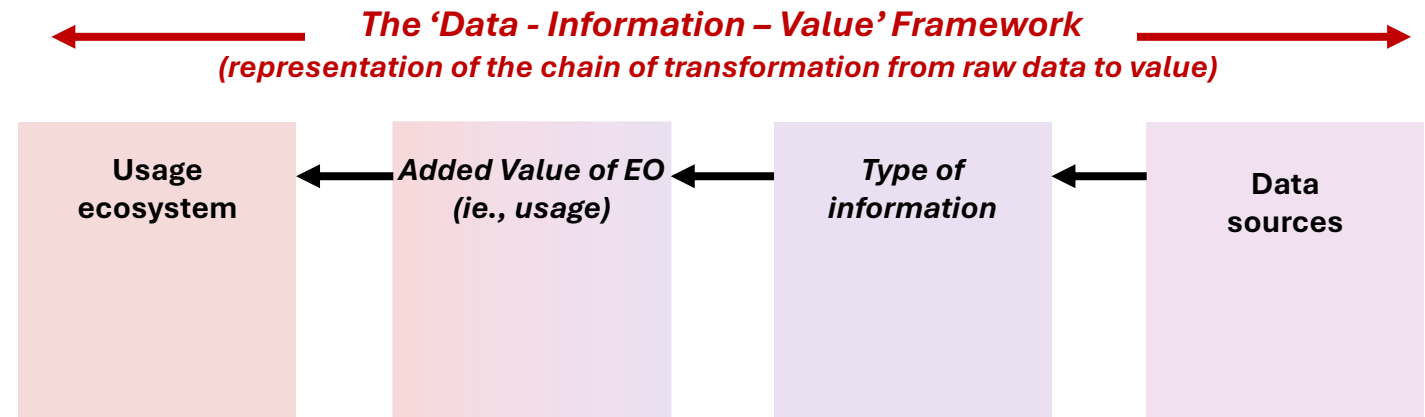 The ‘Data - Information – Value’ Framework
(representation of the chain of transformation from raw data to value)
Usage
ecosystem
Added Value of EO
(ie., usage)
Type of
information
Data
sources